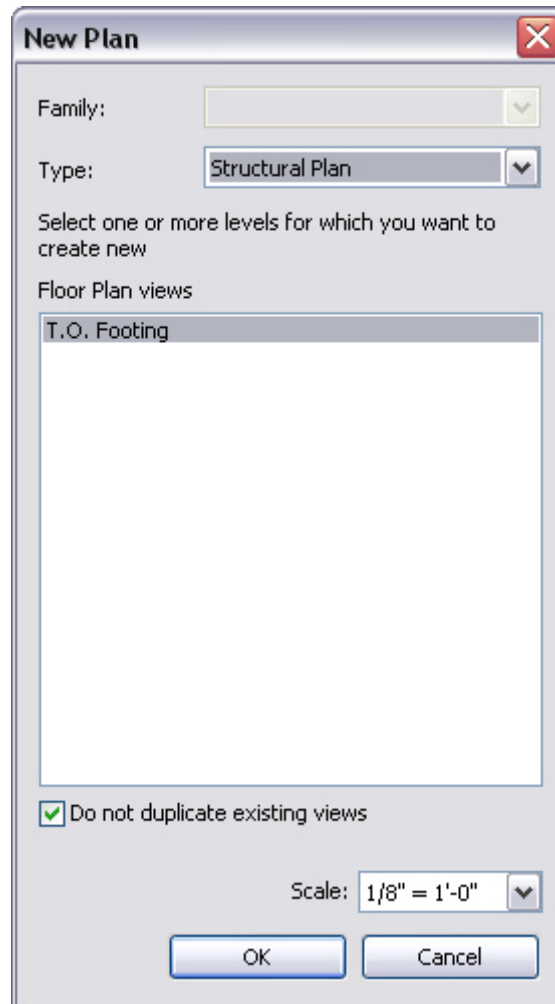 New Plan
Family:
Type: Structural Plan
Select one or more levels for which you want to
create new
Floor Plan views
T.O. Footing
Do not duplicate existing views
Scale: 1/8" = 1'-0"
OK Cancel